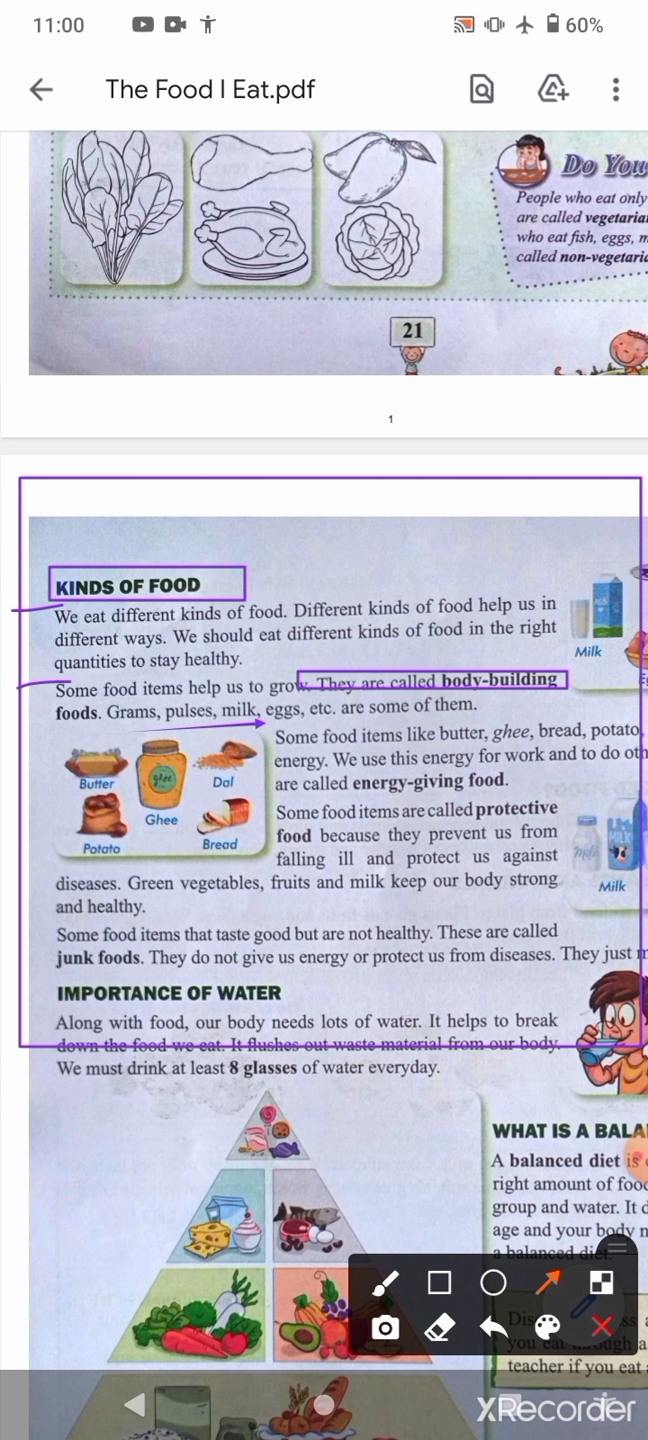 11:00
60%
The Food I Eat.pdf
Do You
People who eat only
are called vegetaria
who eat fish, eggs, m
called non-vegetaria
21
1
KINDS OF FOOD
We eat different kinds of food. Different kinds of food help us in
different ways. We should eat different kinds of food in the right
quantities to stay healthy.
Milk
Some food items help us to grow. They are called body-building
foods. Grams, pulses, milk, eggs, etc. are some of them.
Some food items like butter, ghee, bread, potato,
energy. We use this energy for work and to do oth
are called energy-giving food.
Butter
ghee
Dal
Ghee
Potato
Bread
Some food items are called protective
food because they prevent us from
falling ill and protect us against
diseases. Green vegetables, fruits and milk keep our body strong
and healthy.
Milk
Some food items that taste good but are not healthy. These are called
junk foods. They do not give us energy or protect us from diseases. They just m
IMPORTANCE OF WATER
Along with food, our body needs lots of water. It helps to break
down the food we eat. It flushes out waste material from our body.
We must drink at least 8 glasses of water everyday.
WHAT IS A BALA
A balanced diet is
right amount of food
group and water. It d
age and your body n
a balanced diet.
Dis
you eat through a
teacher if you eat
XRecorder